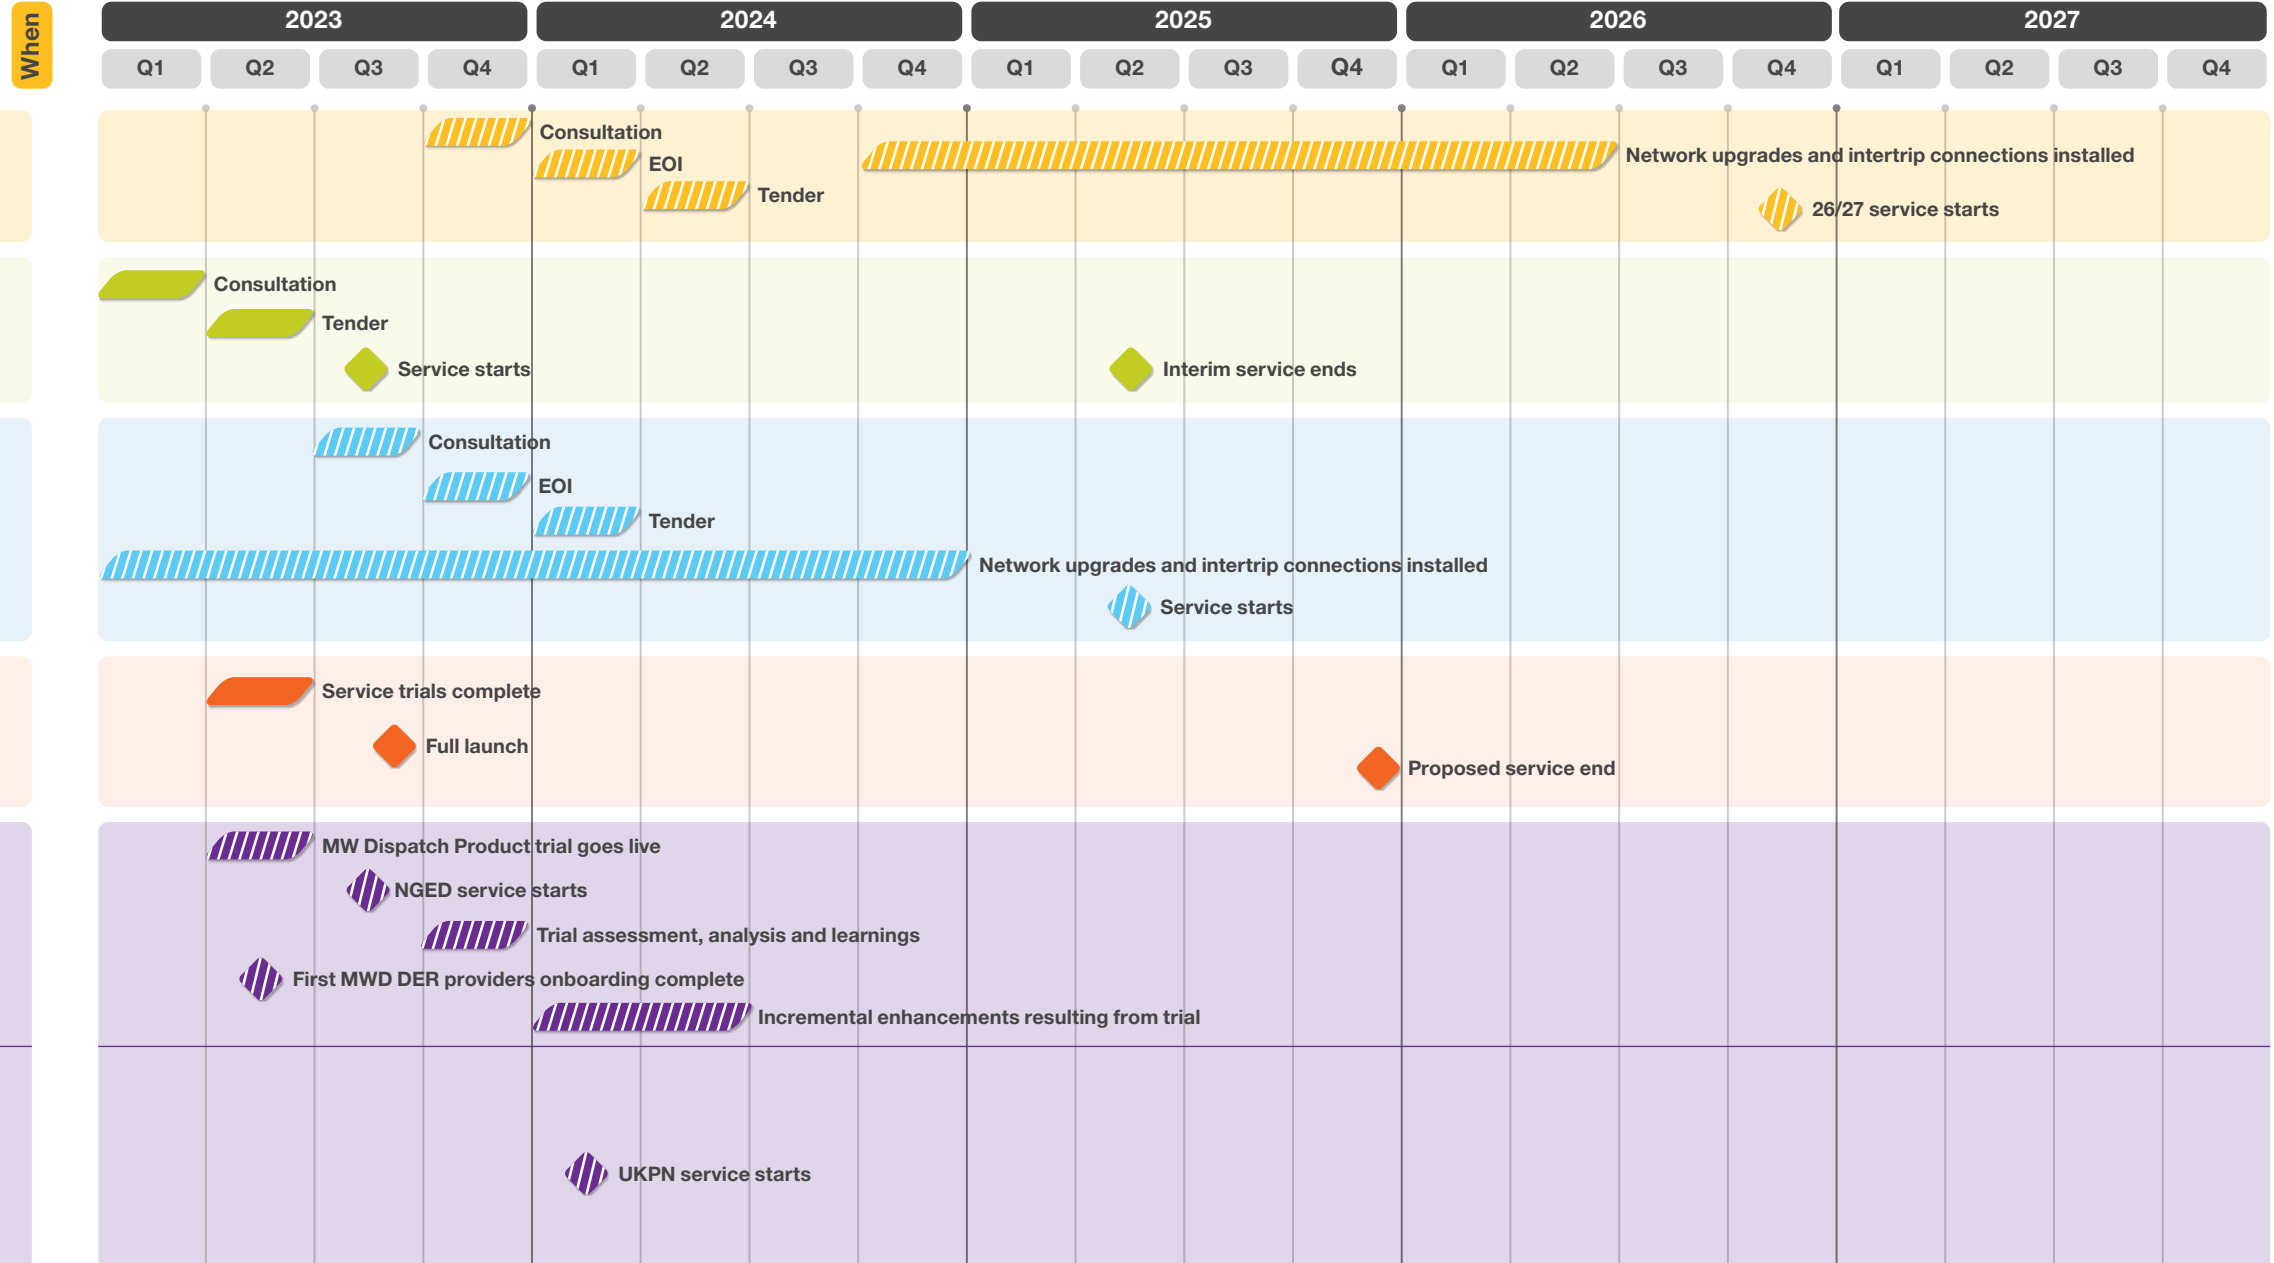 When
2023 2024 2025 2026 2027
Q1 Q2 Q3 Q4 Q1 Q2 Q3 Q4 Q1 Q2 Q3 Q4 Q1 Q2 Q3 Q4 Q1 Q2 Q3 Q4
Consultation
Network upgrades and intertrip connections installed
EOI
Tender
26/27 service starts
Consultation
Tender
Service starts
Interim service ends
Consultation
EOI
Tender
Network upgrades and intertrip connections installed
Service starts
Service trials complete
Full launch
Proposed service end
MW Dispatch Product trial goes live
NGED service starts
Trial assessment, analysis and learnings
First MWD DER providers onboarding complete
Incremental enhancements resulting from trial
UKPN service starts